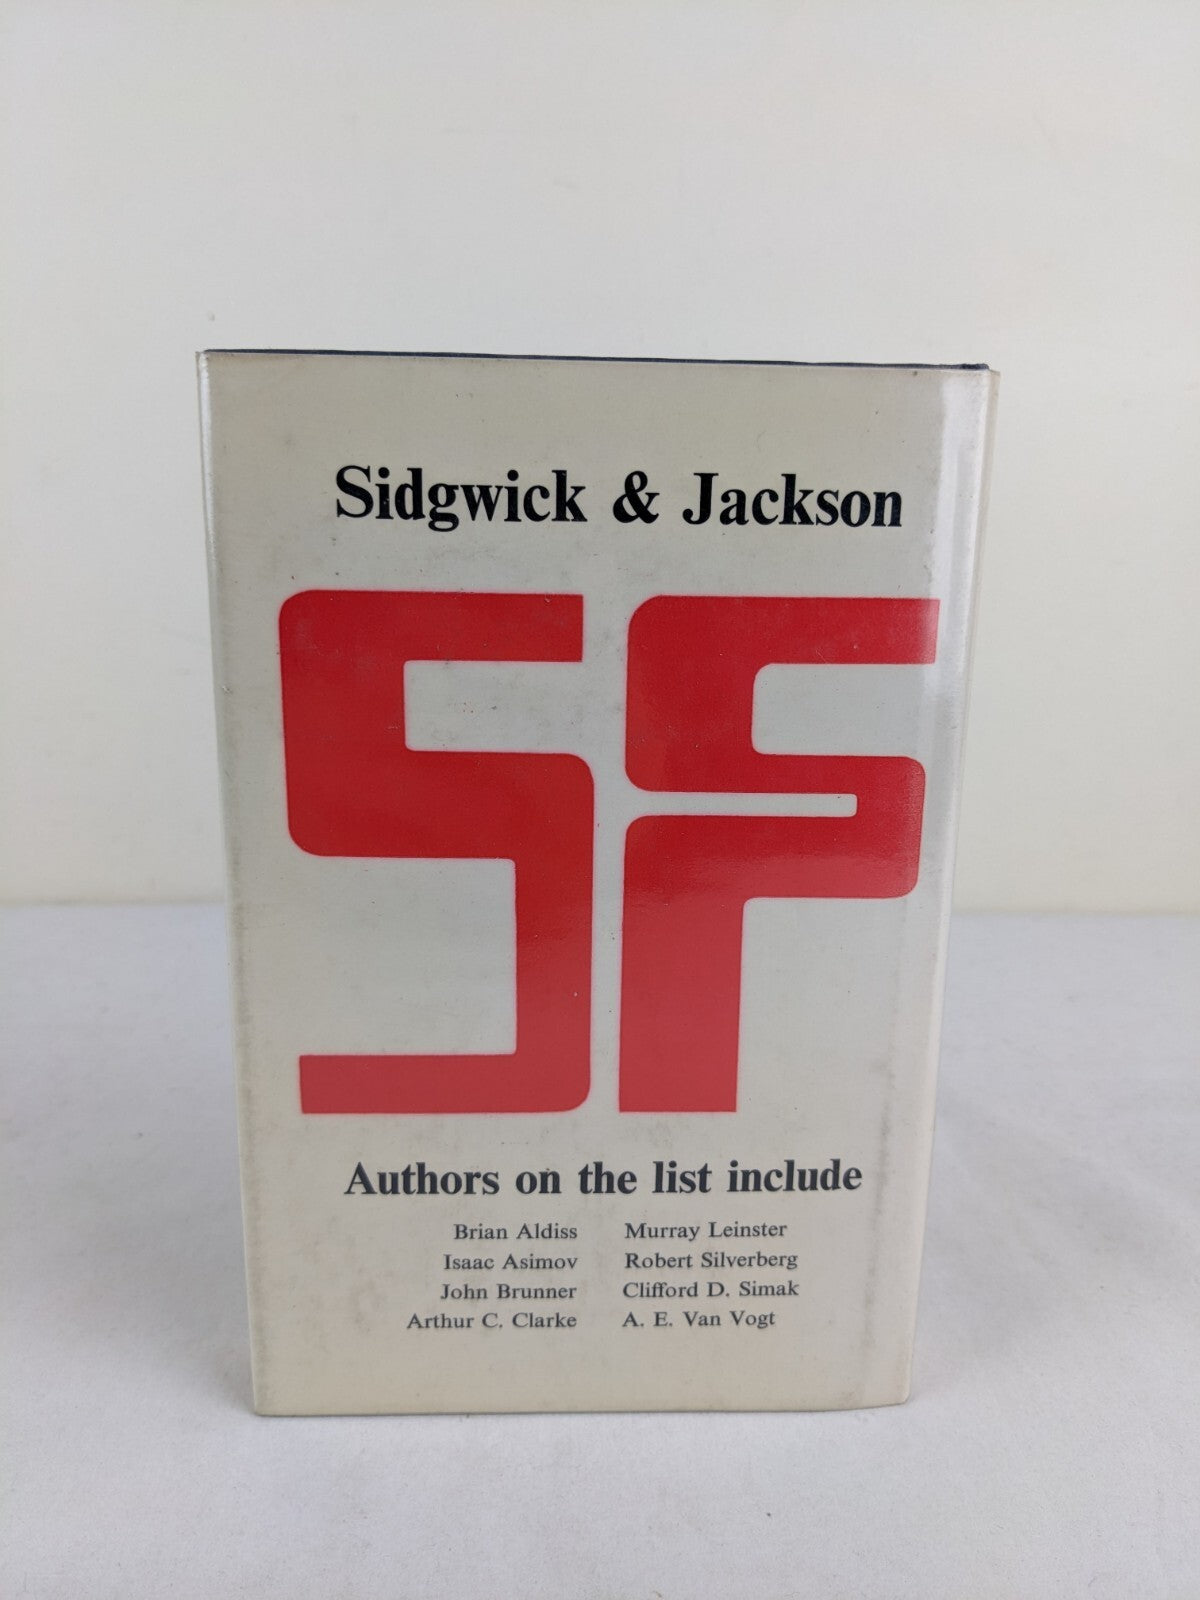 Sidgwick & Jackson
SF
Authors on the list include
Brian Aldiss
Isaac Asimov
John Brunner
Arthur C. Clarke
Murray Leinster
Robert Silverberg
Clifford D. Simak
A. E. Van Vogt